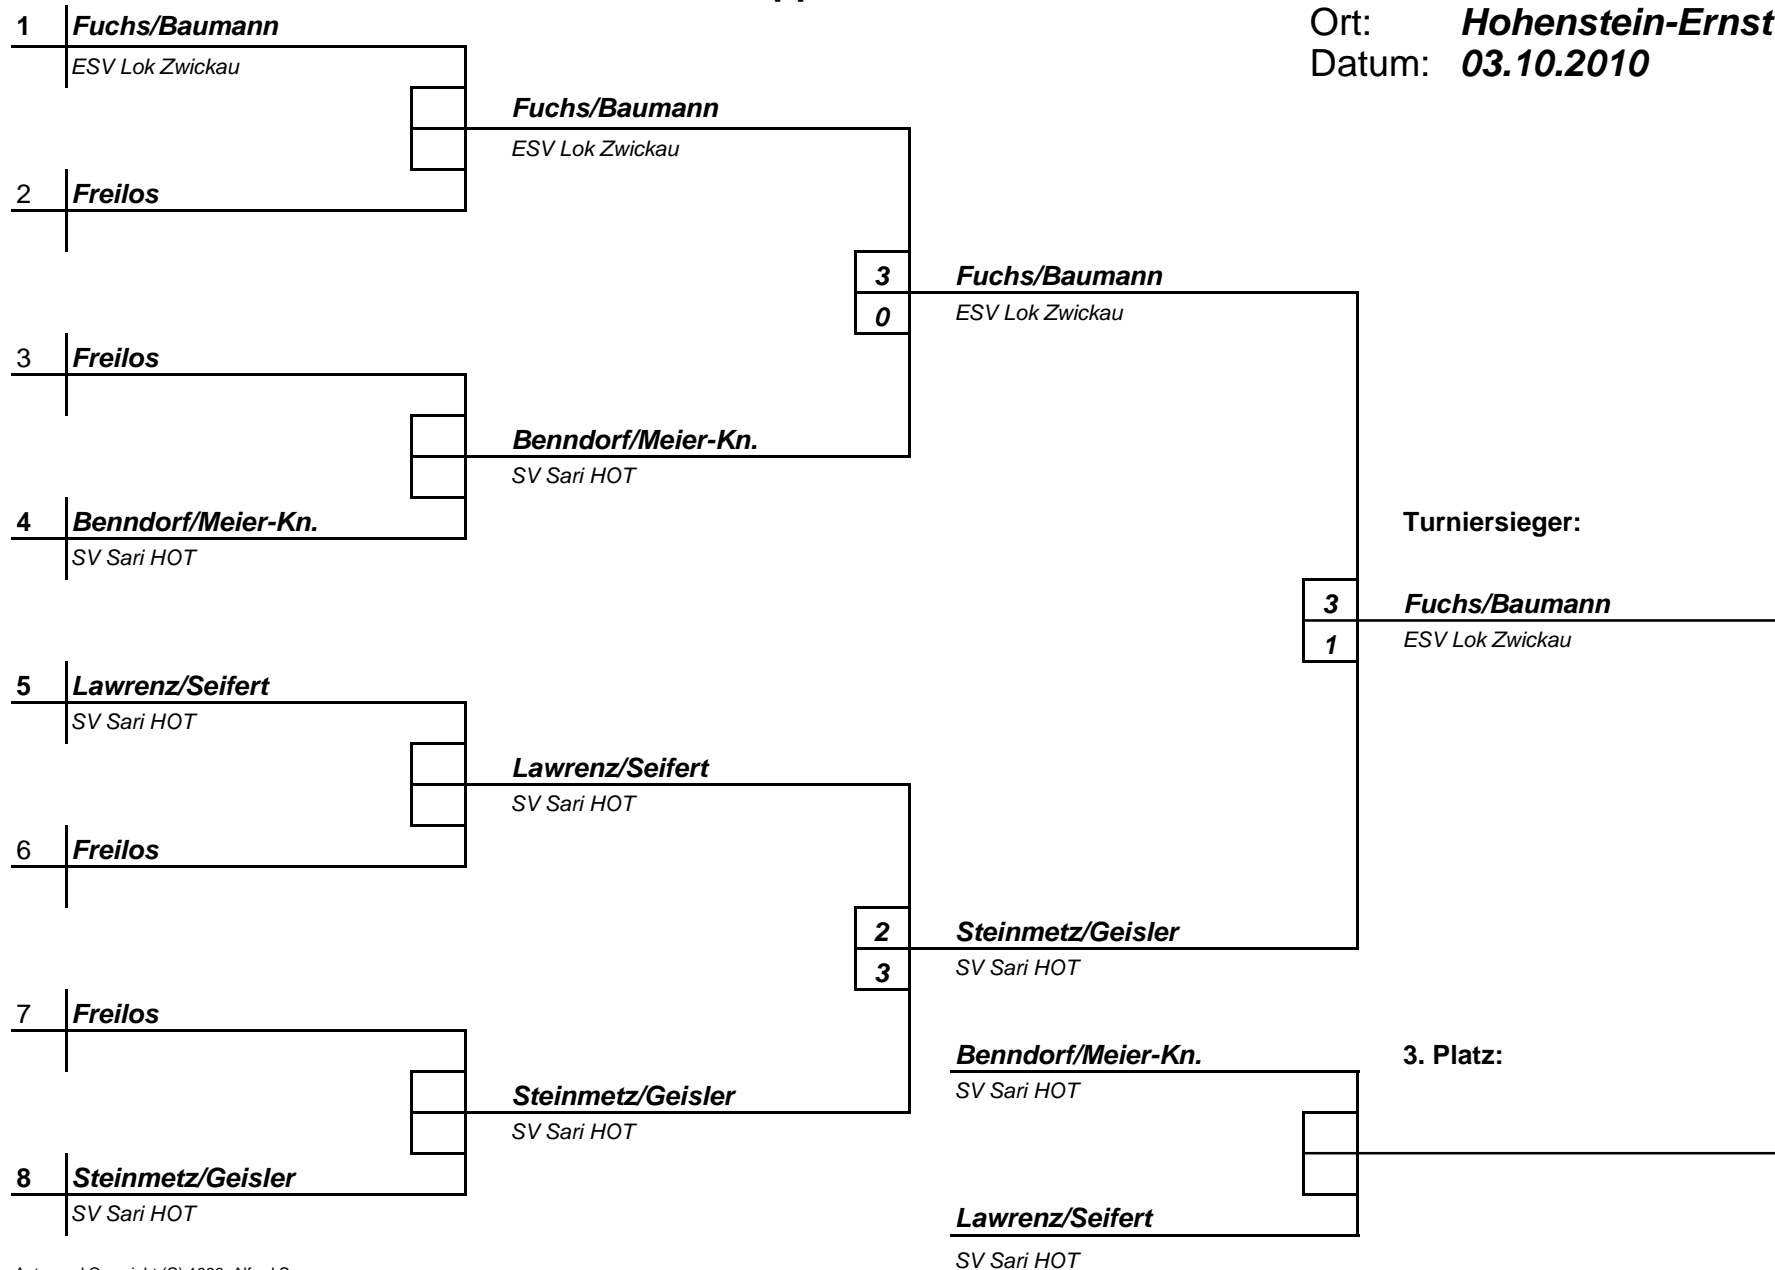 Ort: Hohenstein-Ernst
Datum: 03.10.2010
1 Fuchs/Baumann
ESV Lok Zwickau
2 Freilos
3 Freilos
4 Benndorf/Meier-Kn.
SV Sari HOT
5 Lawrenz/Seifert
SV Sari HOT
6 Freilos
7 Freilos
8 Steinmetz/Geisler
SV Sari HOT
Fuchs/Baumann
ESV Lok Zwickau
Benndorf/Meier-Kn.
SV Sari HOT
Lawrenz/Seifert
SV Sari HOT
Steinmetz/Geisler
SV Sari HOT
3
0
Fuchs/Baumann
ESV Lok Zwickau
2
3
Steinmetz/Geisler
SV Sari HOT
Turniersieger:
3
1
Fuchs/Baumann
ESV Lok Zwickau
Benndorf/Meier-Kn.
SV Sari HOT
Lawrenz/Seifert
SV Sari HOT
3. Platz: